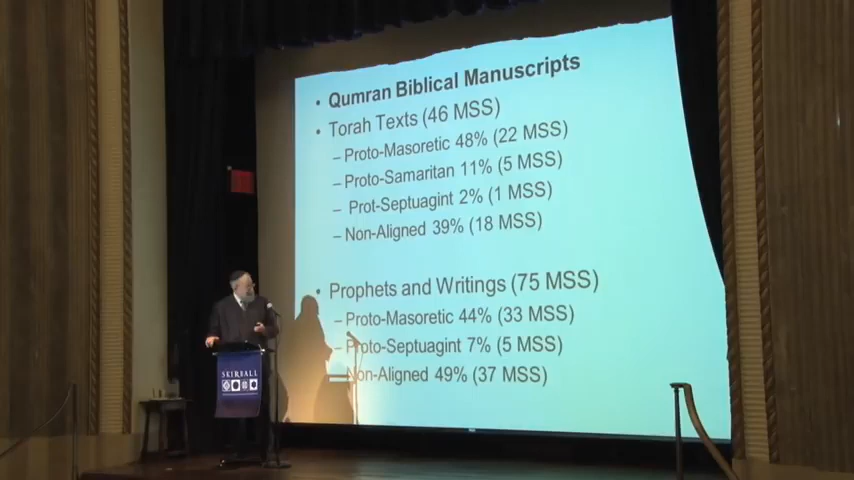 • Qumran Biblical Manuscripts
• Torah Texts (46 MSS)
– Proto-Masoretic 48% (22 MSS)
– Proto-Samaritan 11% (5 MSS)
– Prot-Septuagint 2% (1 MSS)
– Non-Aligned 39% (18 MSS)
• Prophets and Writings (75 MSS)
– Proto-Masoretic 44% (33 MSS)
– Proto-Septuagint 7% (5 MSS)
– Non-Aligned 49% (37 MSS)
SKIRBALL